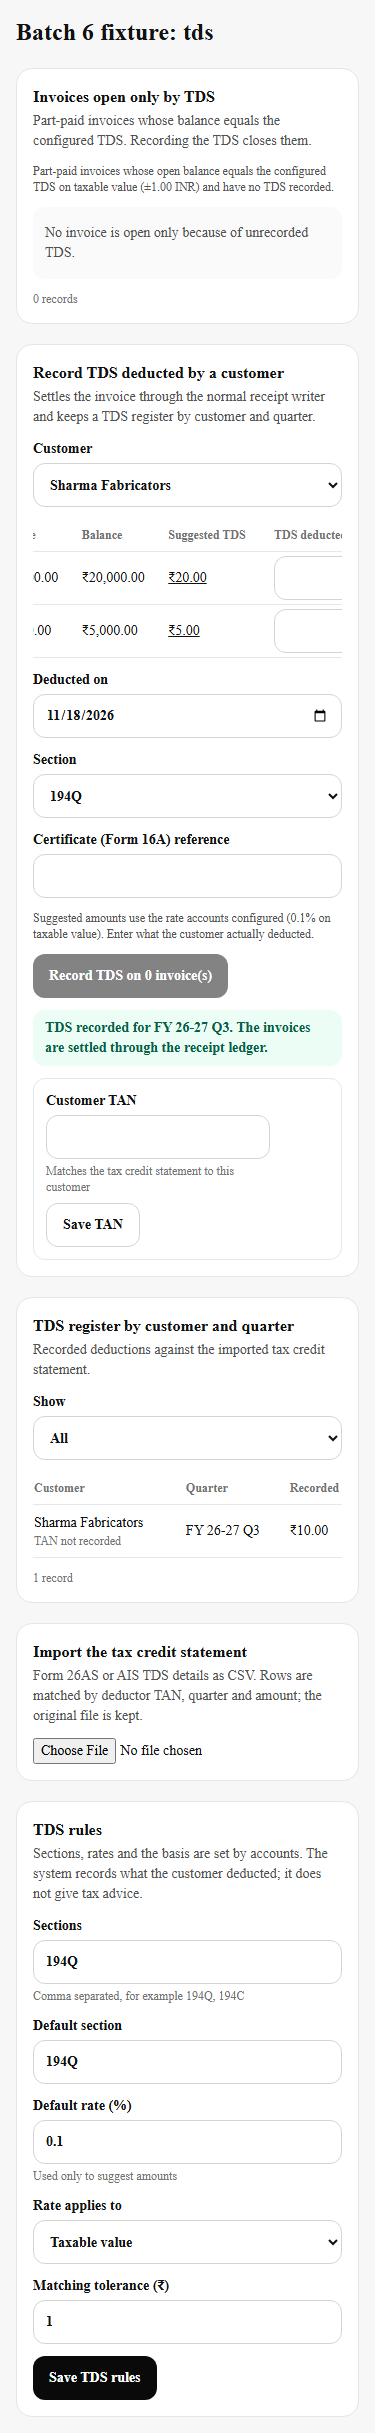 Batch 6 fixture: tds
Invoices open only by TDS
Part-paid invoices whose balance equals the
configured TDS. Recording the TDS closes them.
Part-paid invoices whose open balance equals the configured
TDS on taxable value (±1.00 INR) and have no TDS recorded.
No invoice is open only because of unrecorded
TDS.
0 records
Record TDS deducted by a customer
Settles the invoice through the normal receipt writer
and keeps a TDS register by customer and quarter.
Customer
Sharma Fabricators
Balance Suggested TDS TDS deducted
0.00 ₹20,000.00 ₹20.00
.00 ₹5,000.00 ₹5.00
Deducted on
11/18/2026
Section
194Q
Certificate (Form 16A) reference
Suggested amounts use the rate accounts configured (0.1% on
taxable value). Enter what the customer actually deducted.
Record TDS on 0 invoice(s)
TDS recorded for FY 26-27 Q3. The invoices
are settled through the receipt ledger.
Customer TAN
Matches the tax credit statement to this
customer
Save TAN
TDS register by customer and quarter
Recorded deductions against the imported tax credit
statement.
Show
All
Customer Quarter Recorded
Sharma Fabricators FY 26-27 Q3 ₹10.00
TAN not recorded
1 record
Import the tax credit statement
Form 26AS or AIS TDS details as CSV. Rows are
matched by deductor TAN, quarter and amount; the
original file is kept.
Choose File No file chosen
TDS rules
Sections, rates and the basis are set by accounts. The
system records what the customer deducted; it does
not give tax advice.
Sections
194Q
Comma separated, for example 194Q, 194C
Default section
194Q
Default rate (%)
0.1
Used only to suggest amounts
Rate applies to
Taxable value
Matching tolerance (₹)
1
Save TDS rules